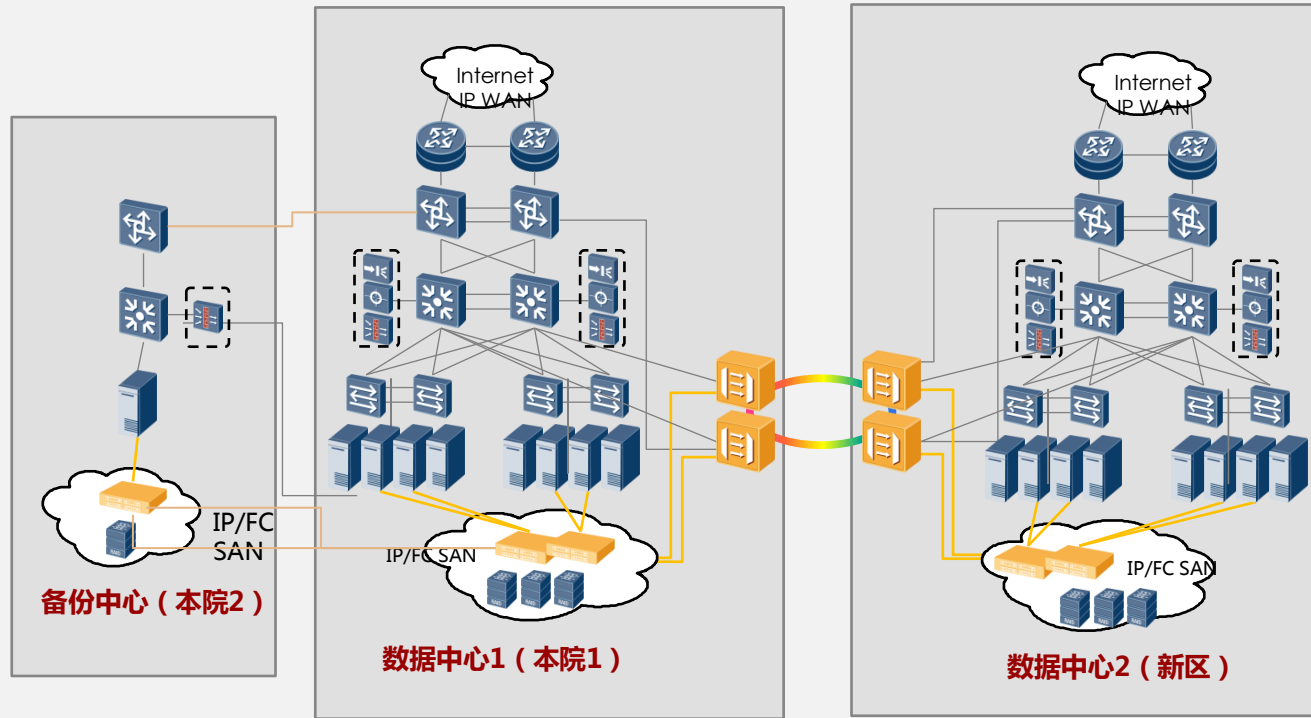 Internet
IP WAN
Internet
IP WAN
IP/FC
SAN
备份中心（本院2）
IP/FC SAN
数据中心1（本院1）
IP/FC SAN
数据中心2（新区）